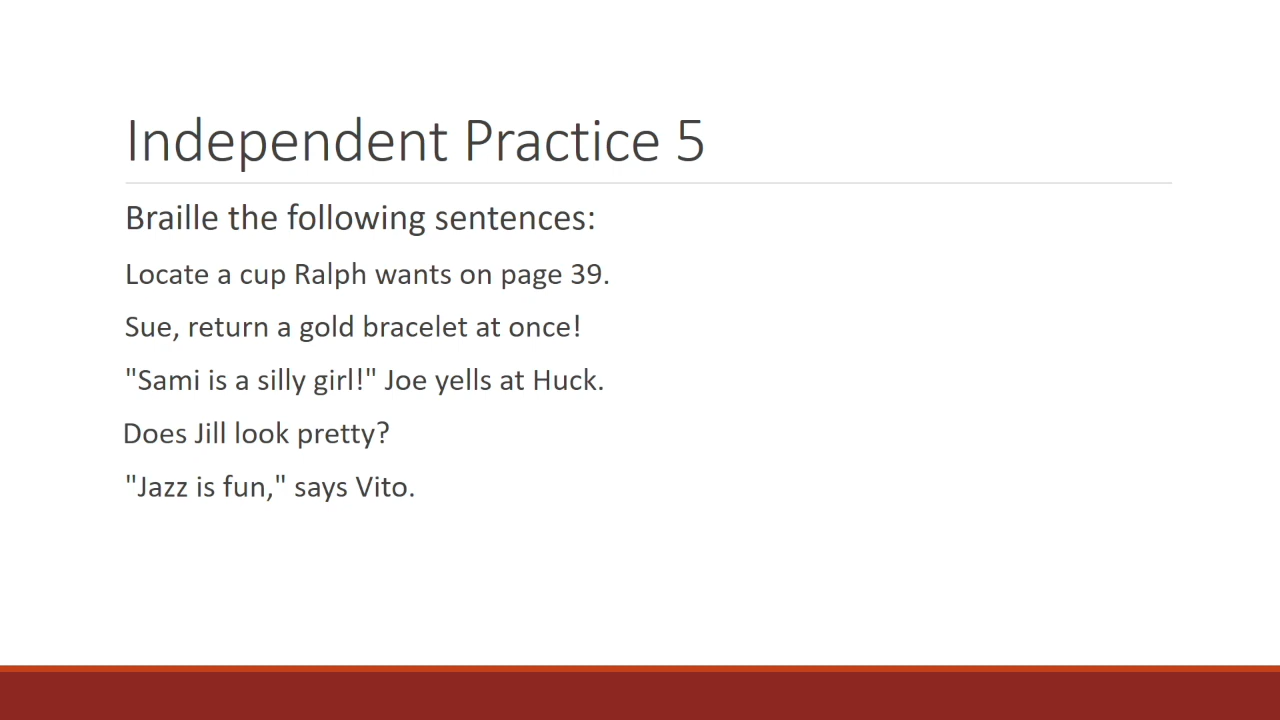 Independent Practice 5
Braille the following sentences:
Locate a cup Ralph wants on page 39.
Sue, return a gold bracelet at once!
"Sami is a silly girl!" Joe yells at Huck.
Does Jill look pretty?
"Jazz is fun," says Vito.